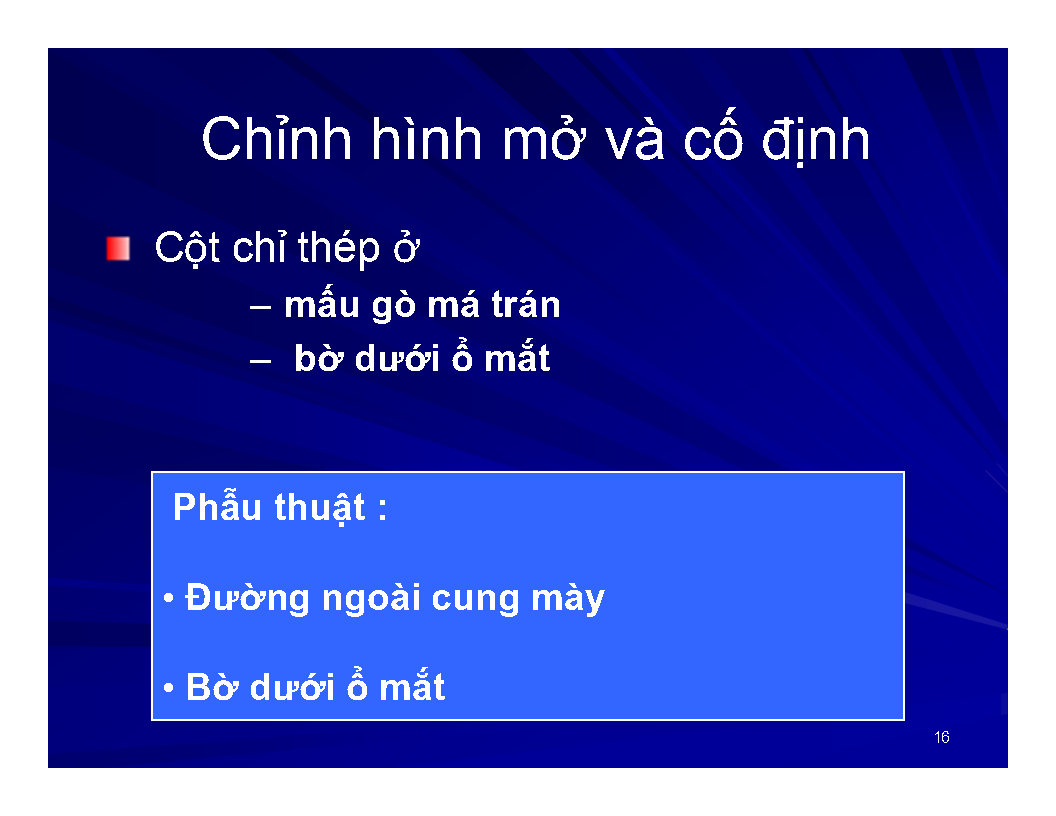 Chỉnh hình mở và cố định
Cột chỉ thép ở
– mấu gò má trán
– bờ dưới ổ mắt
Phẫu thuật :
• Đường ngoài cung mày
• Bờ dưới ổ mắt
16